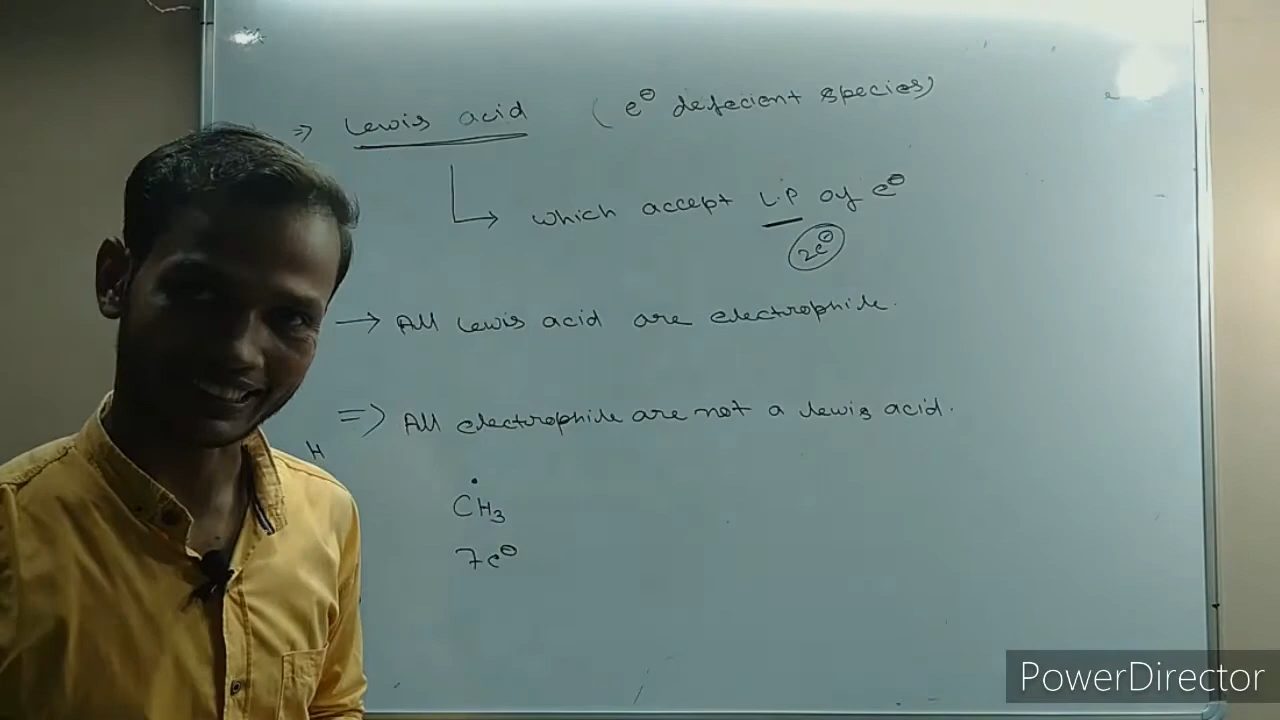 ⇒ Lewis acid (e⊖ defecient species)
↳ which accept L.P of e⊖
2e⊖
→ All Lewis acid are electrophile.
⇒ All electrophile are not a lewis acid.
H
ĊH₃
7e⊖
PowerDirector